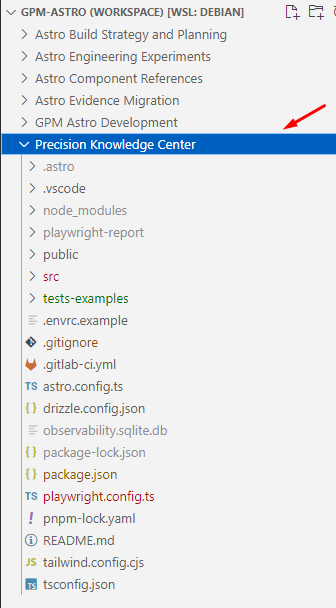 GPM-ASTRO (WORKSPACE) [WSL: DEBIAN]
Astro Build Strategy and Planning
Astro Engineering Experiments
Astro Component References
Astro Evidence Migration
GPM Astro Development
Precision Knowledge Center
.astro
.vscode
node_modules
playwright-report
public
src
tests-examples
.envrc.example
.gitignore
.gitlab-ci.yml
TS astro.config.ts
{ } drizzle.config.json
observability.sqlite.db
{ } package-lock.json
{ } package.json
TS playwright.config.ts
! pnpm-lock.yaml
README.md
JS tailwind.config.cjs
TS tsconfig.json